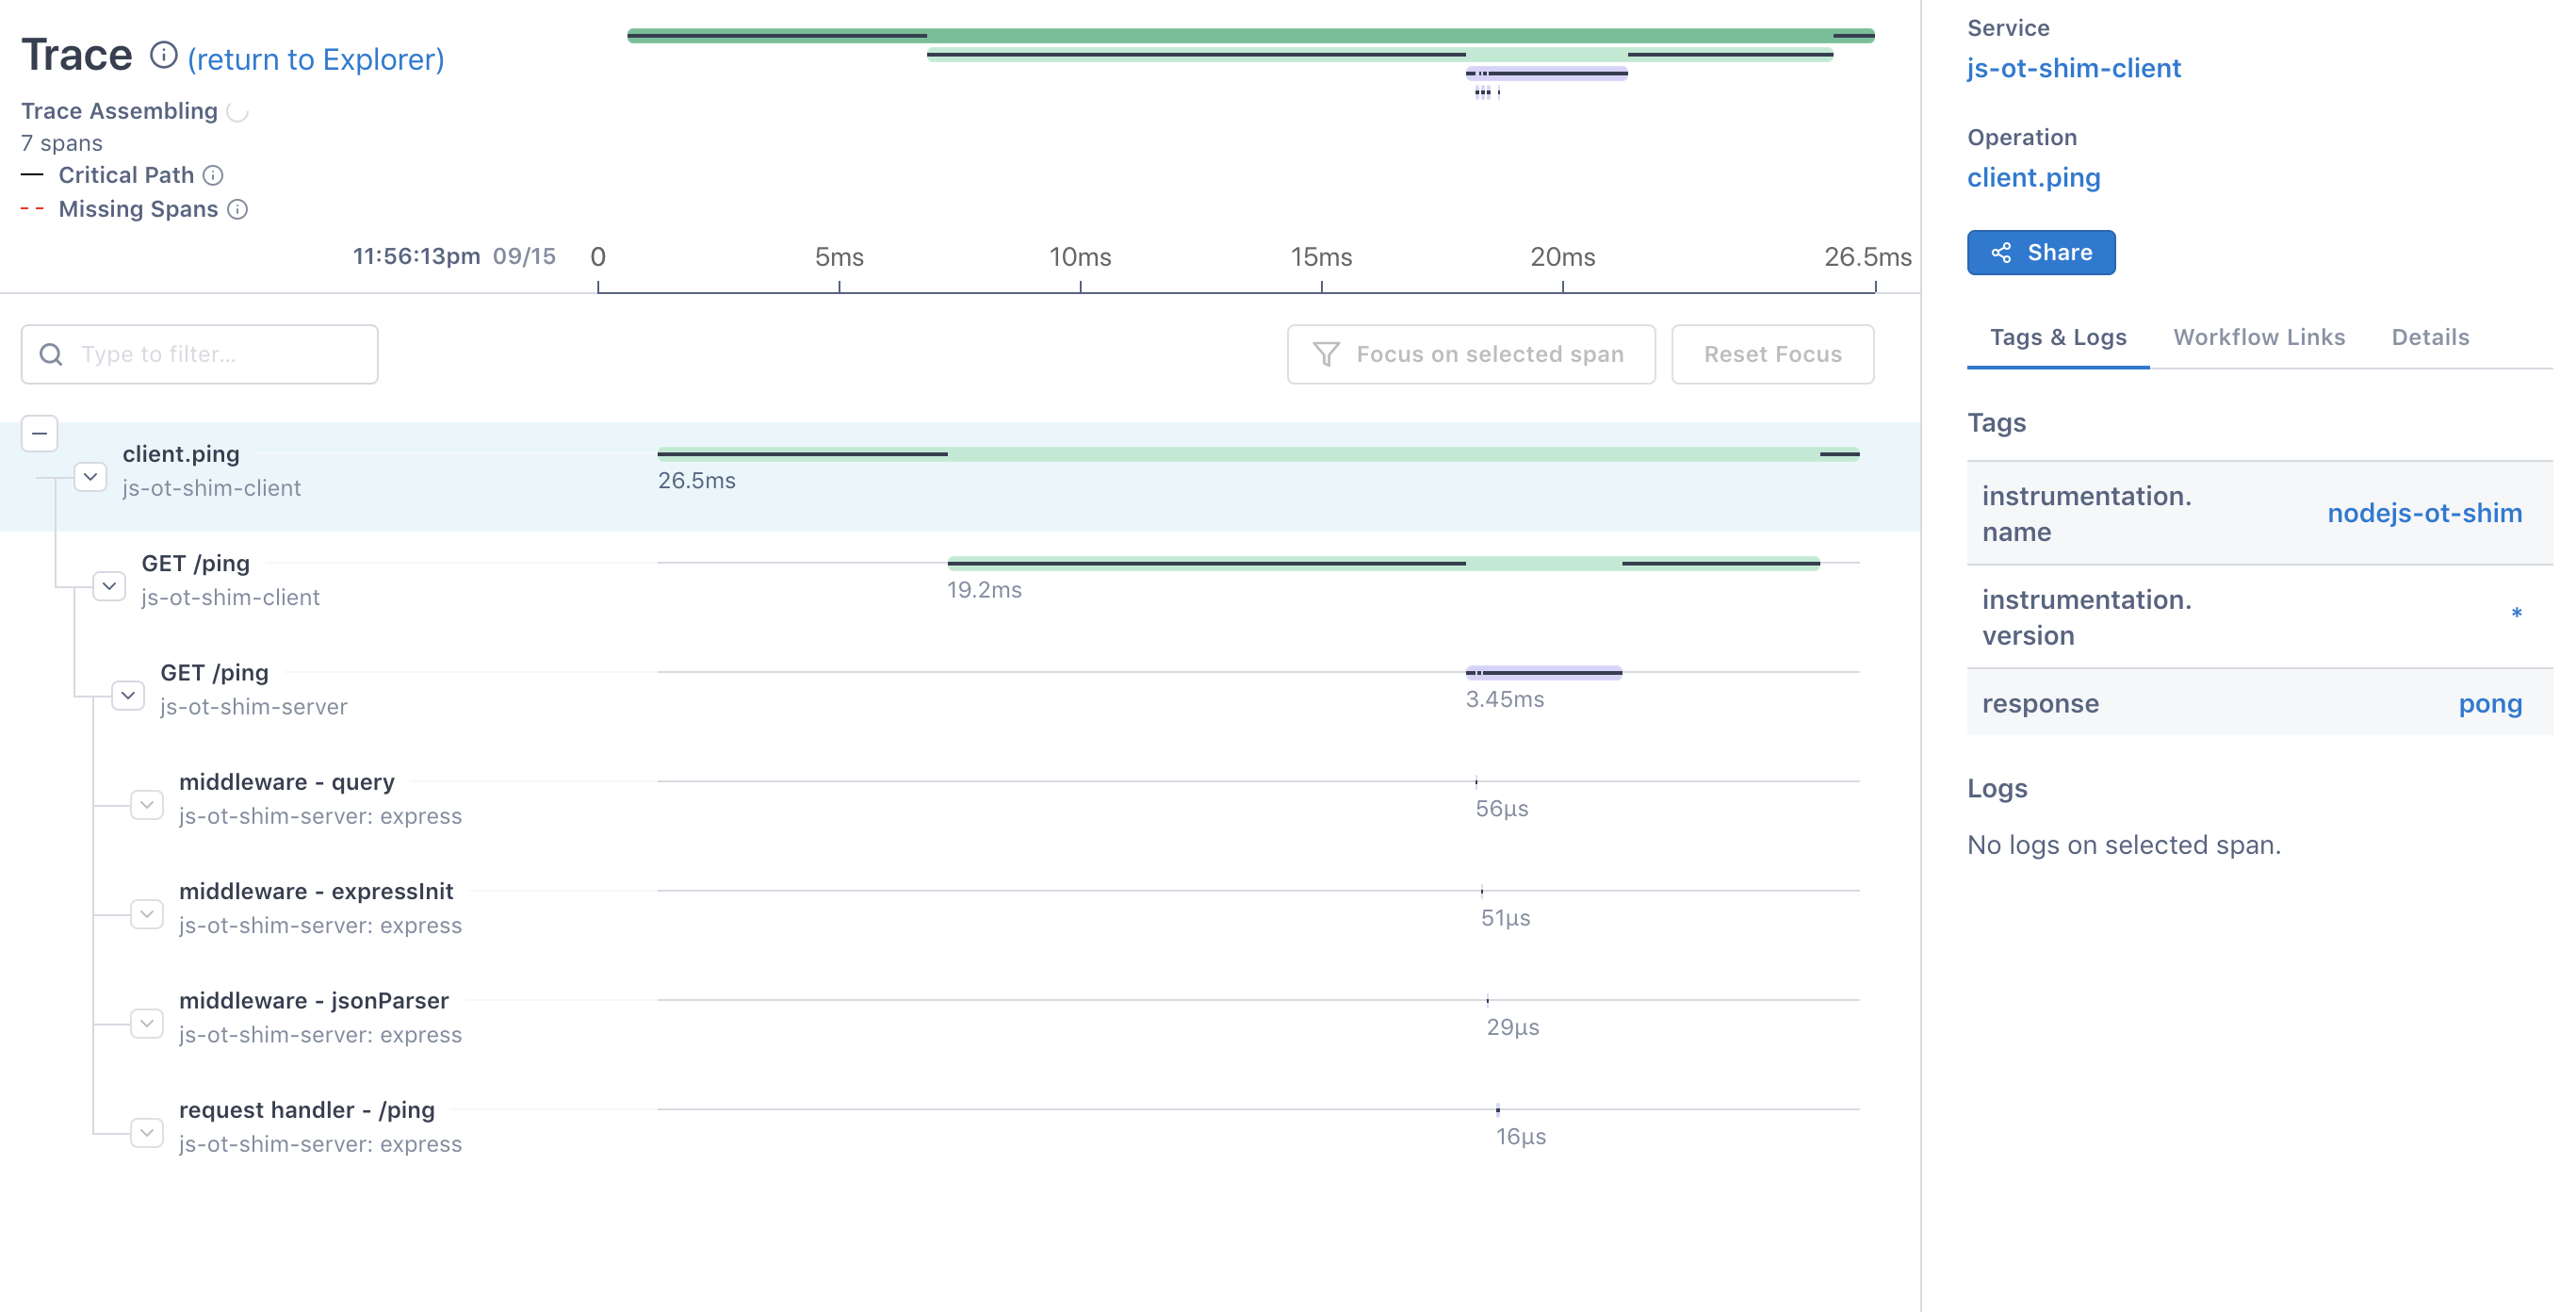 Trace (return to Explorer)
Trace Assembling
7 spans
Critical Path
Missing Spans
11:56:13pm 09/15 0 5ms 10ms 15ms 20ms 26.5ms
Type to filter... Focus on selected span Reset Focus
client.ping
js-ot-shim-client
26.5ms
GET /ping
js-ot-shim-client
19.2ms
GET /ping
js-ot-shim-server
3.45ms
middleware - query
js-ot-shim-server: express
56µs
middleware - expressInit
js-ot-shim-server: express
51µs
middleware - jsonParser
js-ot-shim-server: express
29µs
request handler - /ping
js-ot-shim-server: express
16µs
Service
js-ot-shim-client
Operation
client.ping
Share
Tags & Logs Workflow Links Details
Tags
instrumentation.
name nodejs-ot-shim
instrumentation.
version *
response pong
Logs
No logs on selected span.